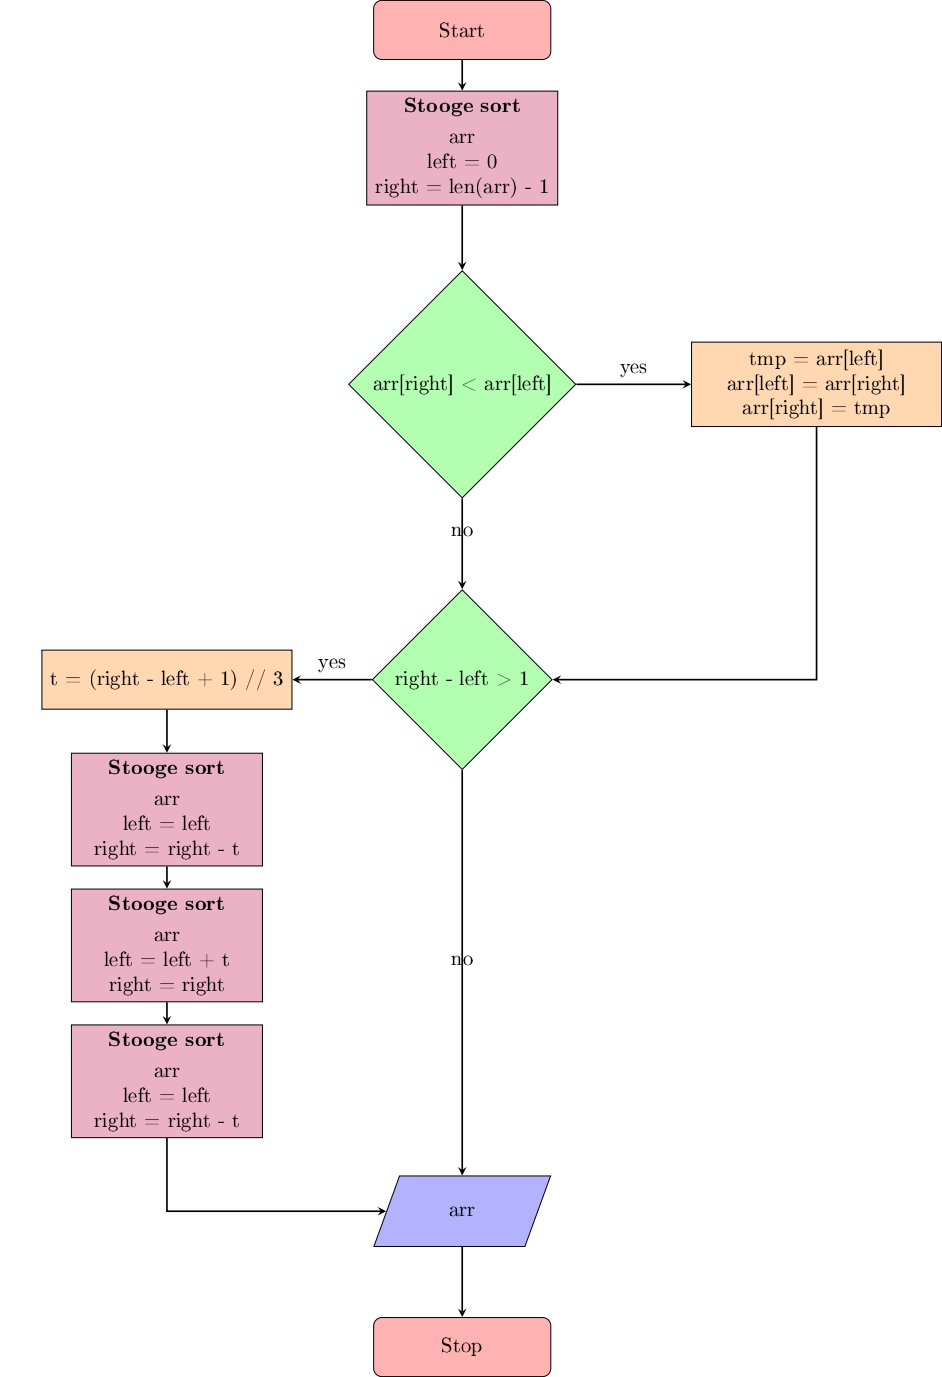 Start
Stooge sort
arr
left = 0
right = len(arr) - 1
arr[right] < arr[left]
yes
tmp = arr[left]
arr[left] = arr[right]
arr[right] = tmp
no
right - left > 1
yes
t = (right - left + 1) // 3
Stooge sort
arr
left = left
right = right - t
Stooge sort
arr
left = left + t
right = right
no
Stooge sort
arr
left = left
right = right - t
arr
Stop